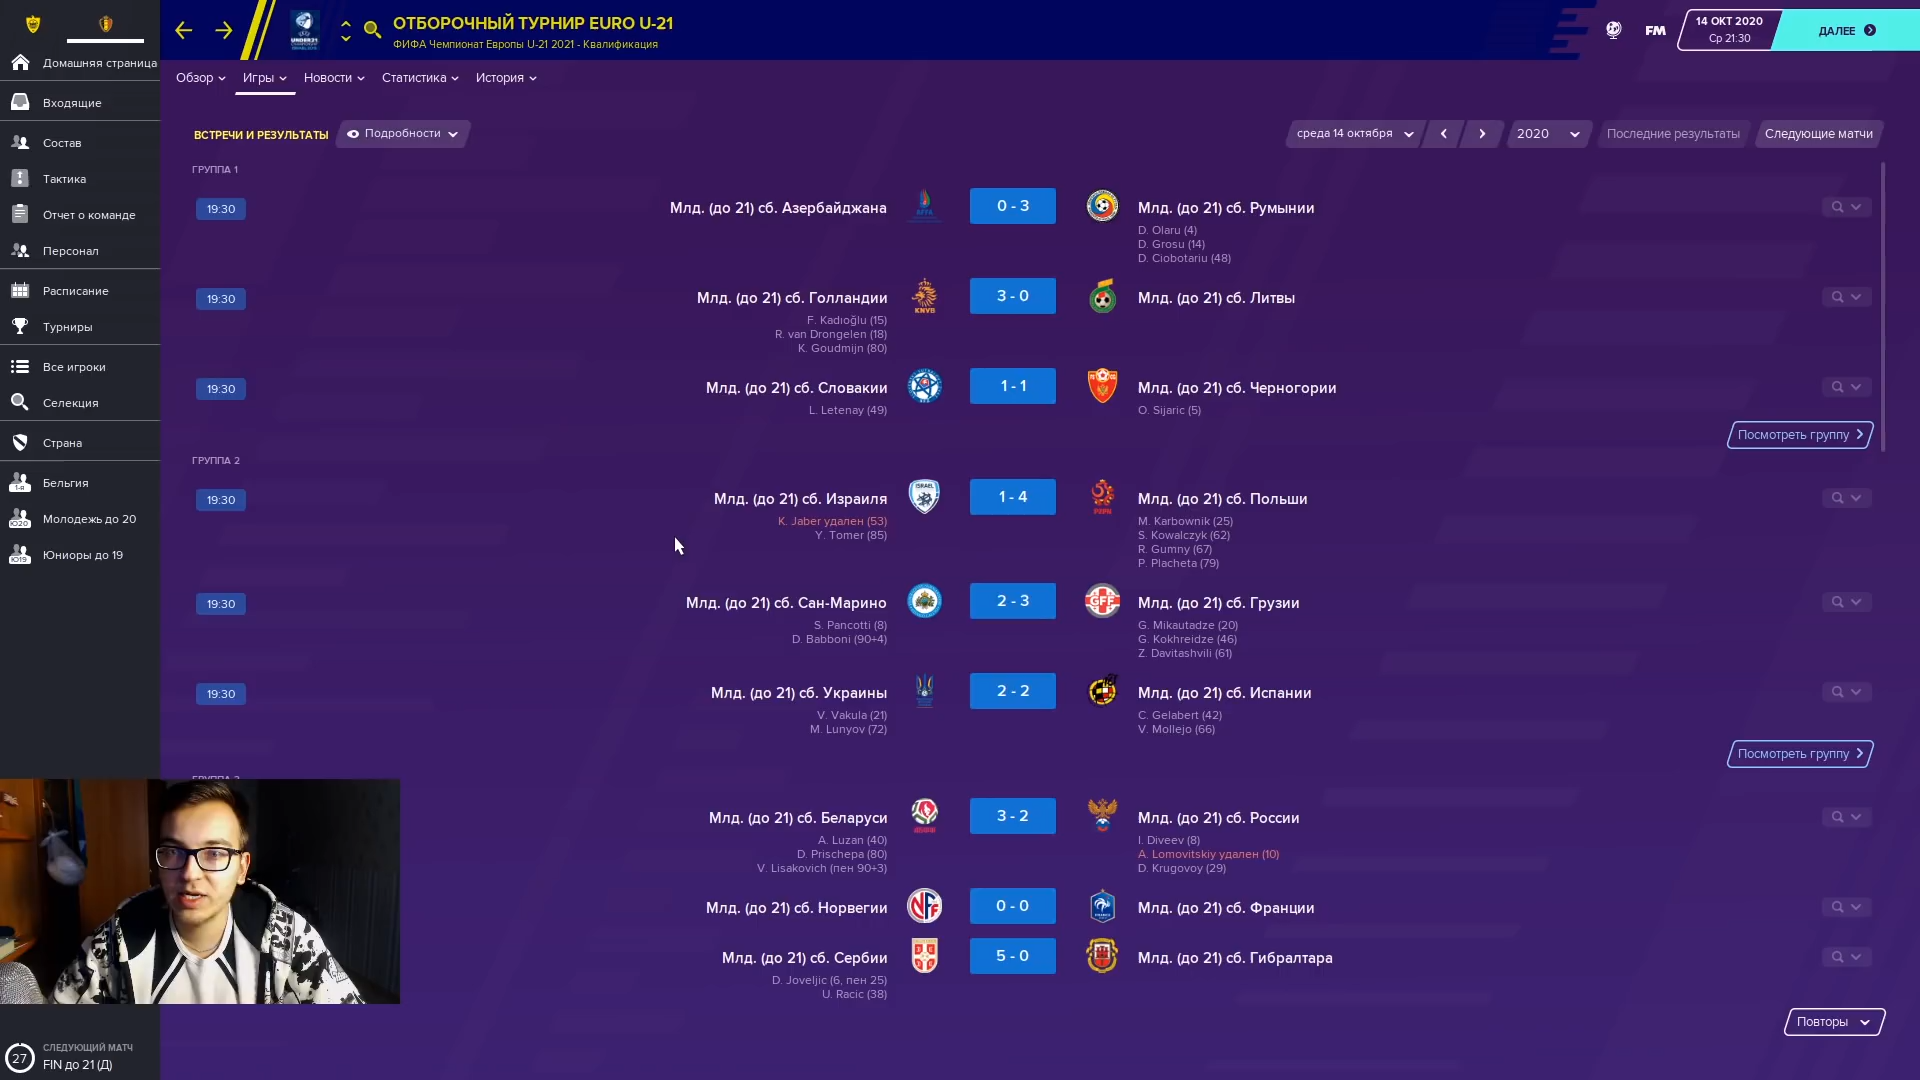 ОТБОРОЧНЫЙ ТУРНИР EURO U-21
ФИФА Чемпионат Европы U-21 2021 - Квалификация
FM
14 ОКТ 2020
Ср 21:30
ДАЛЕЕ
Домашняя страница
Входящие
Состав
Тактика
Отчет о команде
Персонал
Расписание
Турниры
Все игроки
Селекция
Страна
Бельгия
Молодежь до 20
Юниоры до 19
Обзор
Игры
Новости
Статистика
История
ВСТРЕЧИ И РЕЗУЛЬТАТЫ
Подробности
среда 14 октября
2020
Последние результаты
Следующие матчи
ГРУППА 1
19:30
Млд. (до 21) сб. Азербайджана
0 - 3
Млд. (до 21) сб. Румынии
D. Olaru (4)
D. Grosu (14)
D. Ciobotariu (48)
19:30
Млд. (до 21) сб. Голландии
KNVB
3 - 0
Млд. (до 21) сб. Литвы
F. Kadıoğlu (15)
R. van Drongelen (18)
K. Goudmijn (80)
19:30
Млд. (до 21) сб. Словакии
1 - 1
Млд. (до 21) сб. Черногории
L. Letenay (49)
O. Sijaric (5)
Посмотреть группу
ГРУППА 2
19:30
Млд. (до 21) сб. Израиля
ISRAEL
1 - 4
Млд. (до 21) сб. Польши
K. Jaber удален (53)
Y. Tomer (85)
M. Karbownik (25)
S. Kowalczyk (62)
R. Gumny (67)
P. Placheta (79)
19:30
Млд. (до 21) сб. Сан-Марино
2 - 3
GFF
Млд. (до 21) сб. Грузии
S. Pancotti (8)
D. Babboni (90+4)
G. Mikautadze (20)
G. Kokhreidze (46)
Z. Davitashvili (61)
19:30
Млд. (до 21) сб. Украины
2 - 2
Млд. (до 21) сб. Испании
V. Vakula (21)
M. Lunyov (72)
C. Gelabert (42)
V. Mollejo (66)
Посмотреть группу
Млд. (до 21) сб. Беларуси
3 - 2
Млд. (до 21) сб. России
A. Luzan (40)
D. Prischepa (80)
V. Lisakovich (пен 90+3)
I. Diveev (8)
A. Lomovitskiy удален (10)
D. Krugovoy (29)
Млд. (до 21) сб. Норвегии
NFF
0 - 0
Млд. (до 21) сб. Франции
Млд. (до 21) сб. Сербии
5 - 0
Млд. (до 21) сб. Гибралтара
D. Joveljic (6, пен 25)
U. Racic (38)
Повторы
27
СЛЕДУЮЩИЙ МАТЧ
FIN до 21 (Д)